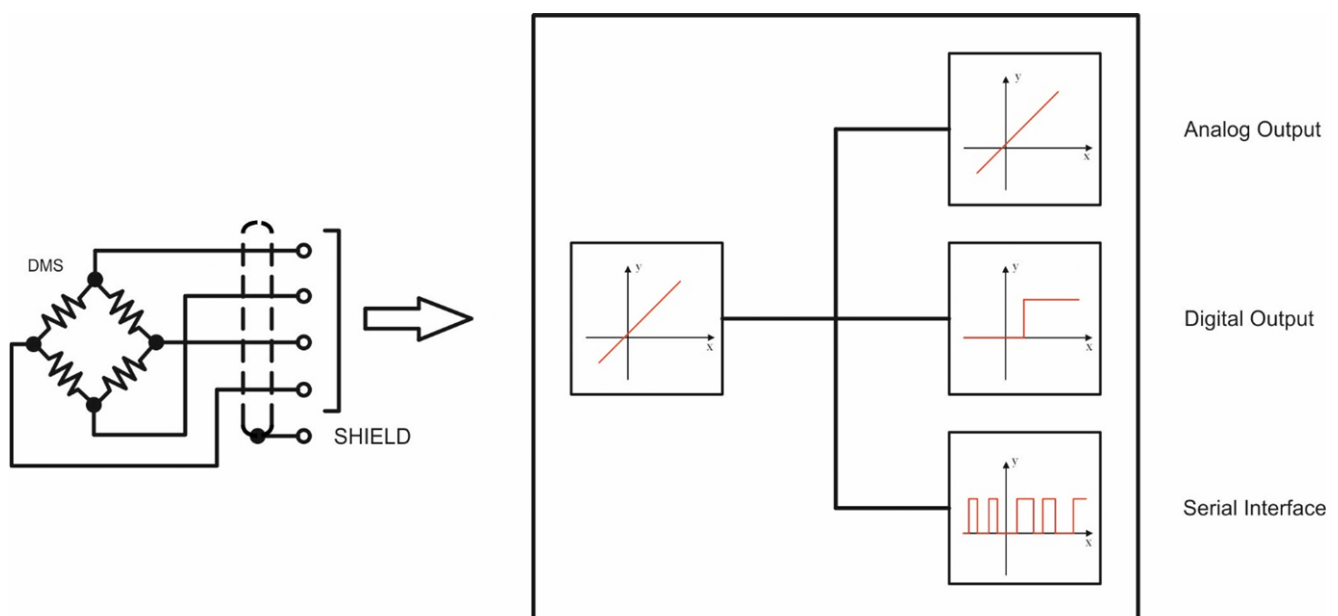 y
x
Analog Output
DMS
y
x
y
x
Digital Output
SHIELD
y
x
Serial Interface